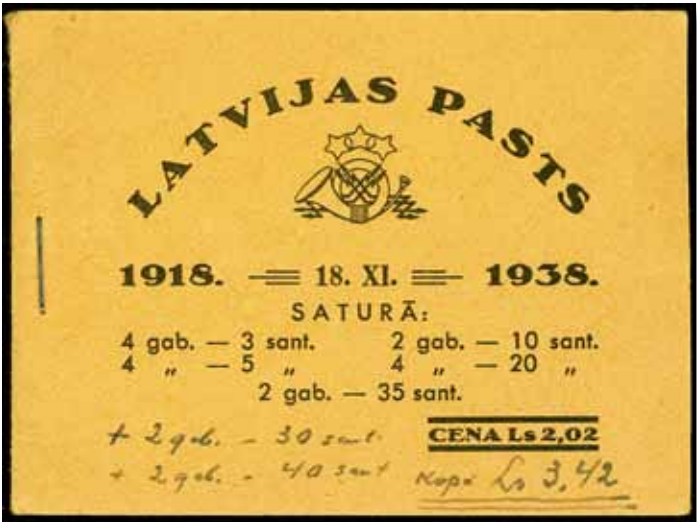 LATVIJAS PASTS
1918. 18. XI. 1938.
SATURĀ:
4 gab. — 3 sant. 2 gab. — 10 sant.
4 „ — 5 „ 4 „ — 20 „
2 gab. — 35 sant.
+ 2 gab. - 30 sant.
CENA Ls 2,02
+ 2 gab. - 40 sant
Kopā Ls 3,42